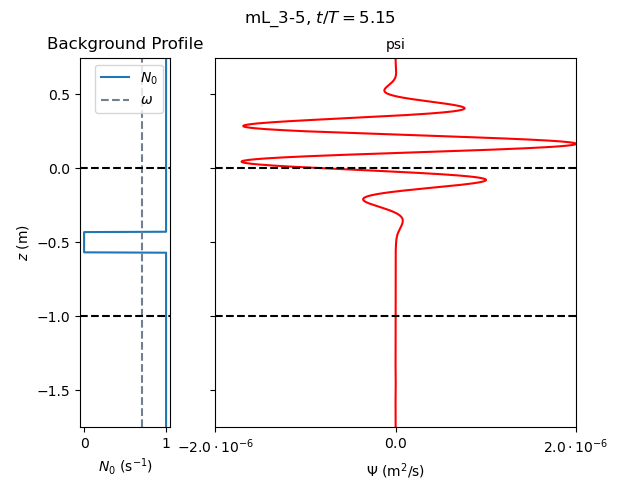 mL_3-5, t/T = 5.15
Background Profile
psi
N₀
ω
0.5
0.0
−0.5
−1.0
−1.5
z (m)
0
1
−2.0 · 10⁻⁶
0.0
2.0 · 10⁻⁶
N₀ (s⁻¹)
Ψ (m²/s)